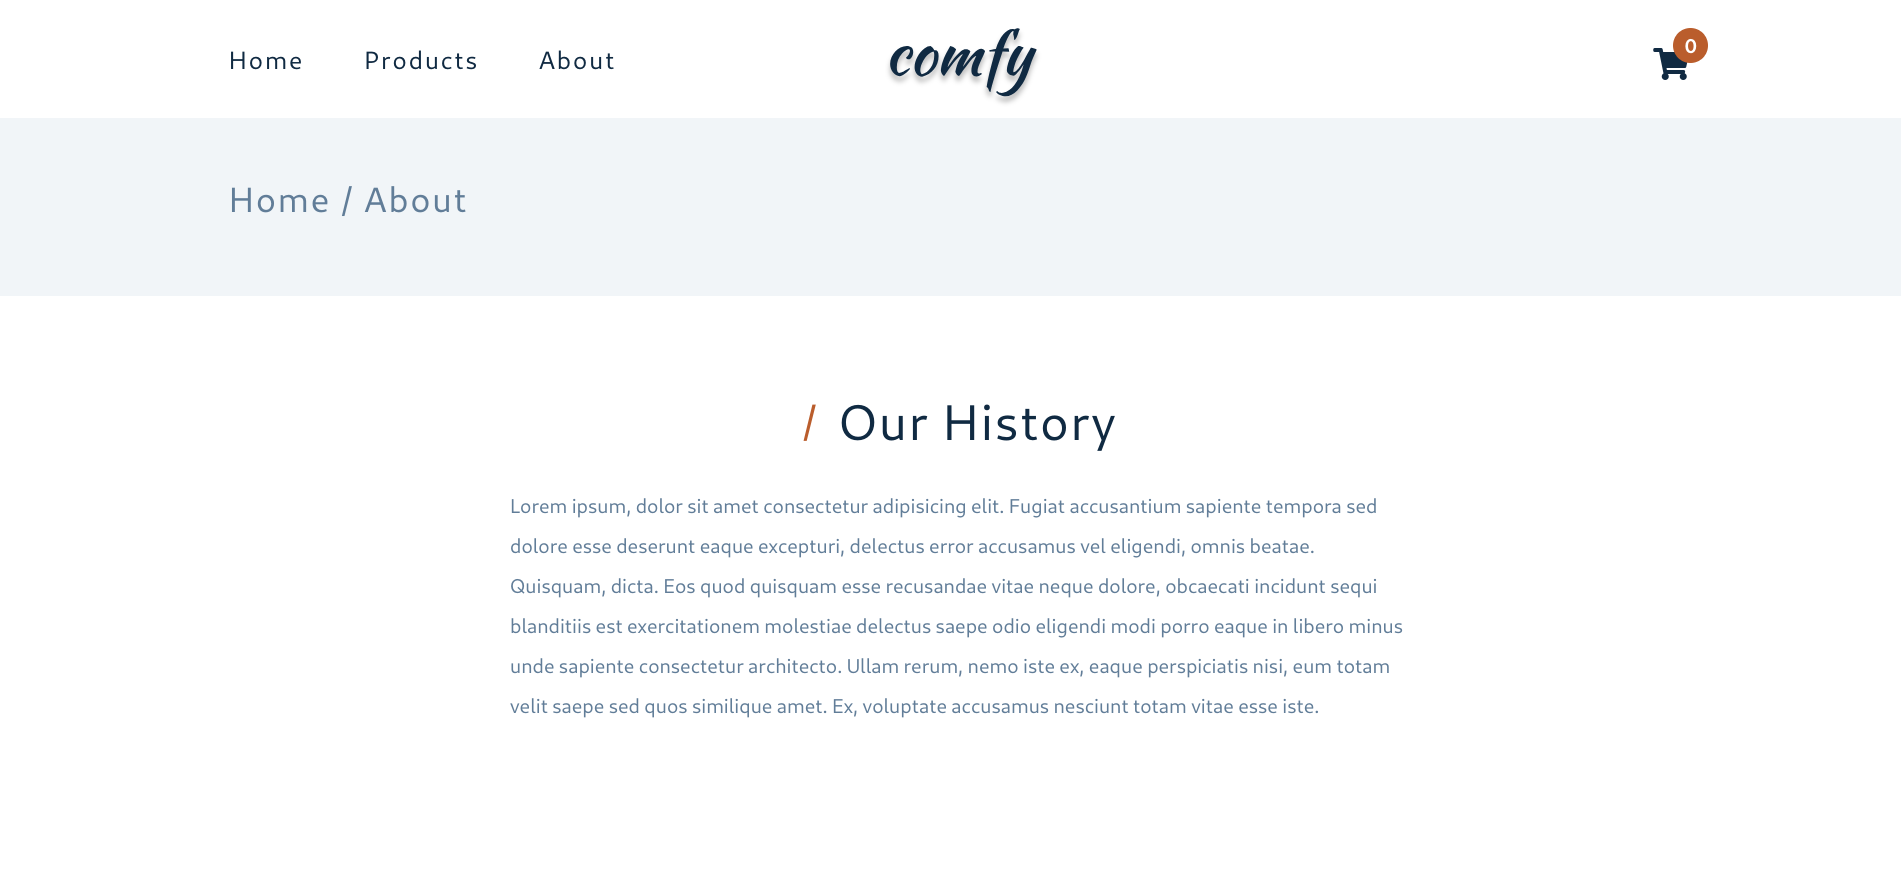 Home Products About comfy 0
Home / About
/ Our History
Lorem ipsum, dolor sit amet consectetur adipisicing elit. Fugiat accusantium sapiente tempora sed
dolore esse deserunt eaque excepturi, delectus error accusamus vel eligendi, omnis beatae.
Quisquam, dicta. Eos quod quisquam esse recusandae vitae neque dolore, obcaecati incidunt sequi
blanditiis est exercitationem molestiae delectus saepe odio eligendi modi porro eaque in libero minus
unde sapiente consectetur architecto. Ullam rerum, nemo iste ex, eaque perspiciatis nisi, eum totam
velit saepe sed quos similique amet. Ex, voluptate accusamus nesciunt totam vitae esse iste.